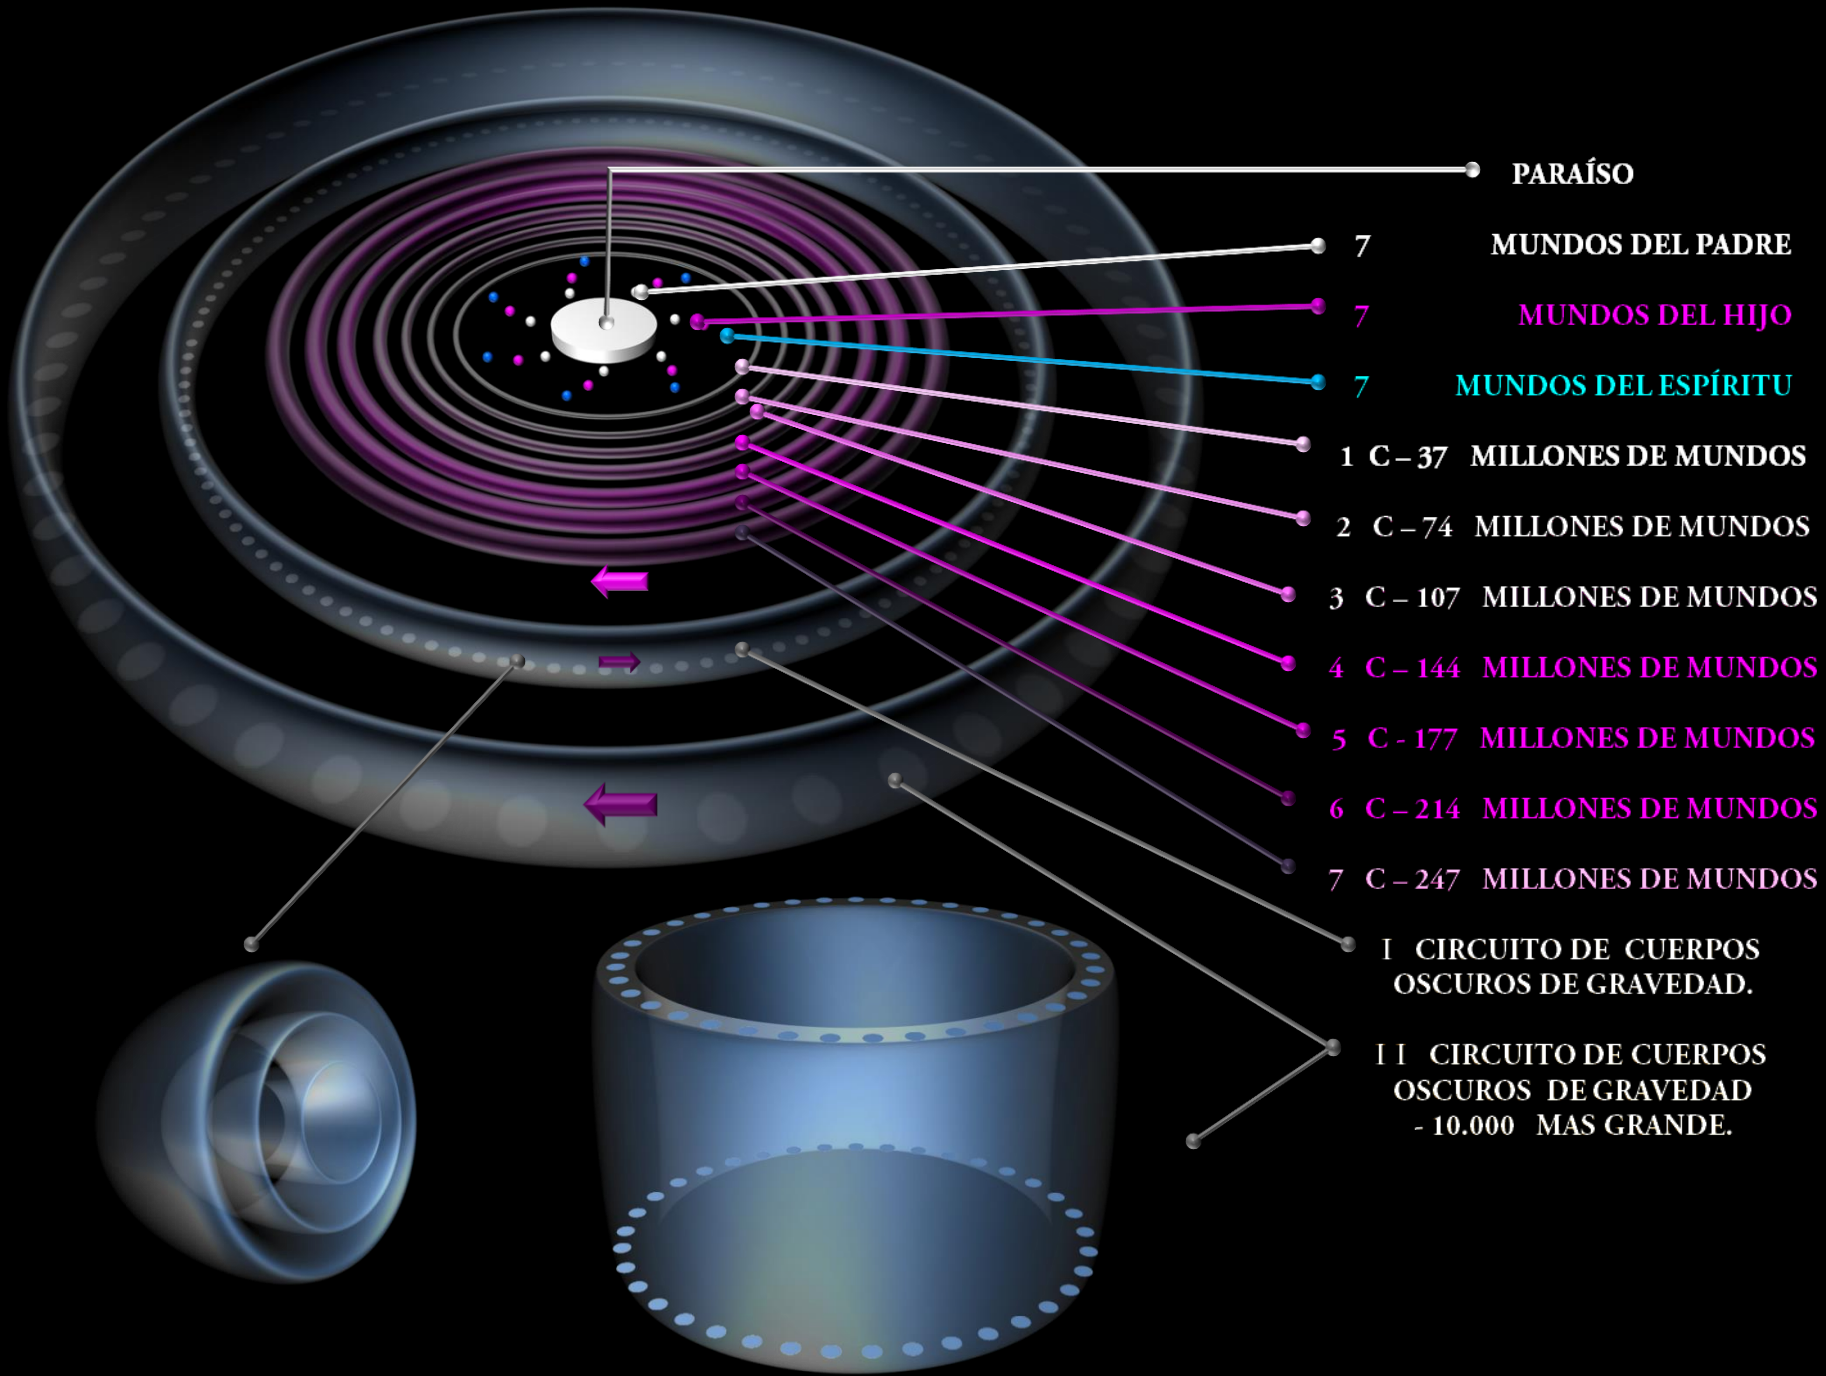 PARAÍSO
7 MUNDOS DEL PADRE
7 MUNDOS DEL HIJO
7 MUNDOS DEL ESPÍRITU
1 C – 37 MILLONES DE MUNDOS
2 C – 74 MILLONES DE MUNDOS
3 C – 107 MILLONES DE MUNDOS
4 C – 144 MILLONES DE MUNDOS
5 C - 177 MILLONES DE MUNDOS
6 C – 214 MILLONES DE MUNDOS
7 C – 247 MILLONES DE MUNDOS
I CIRCUITO DE CUERPOS
OSCUROS DE GRAVEDAD.
I I CIRCUITO DE CUERPOS
OSCUROS DE GRAVEDAD
- 10.000 MAS GRANDE.